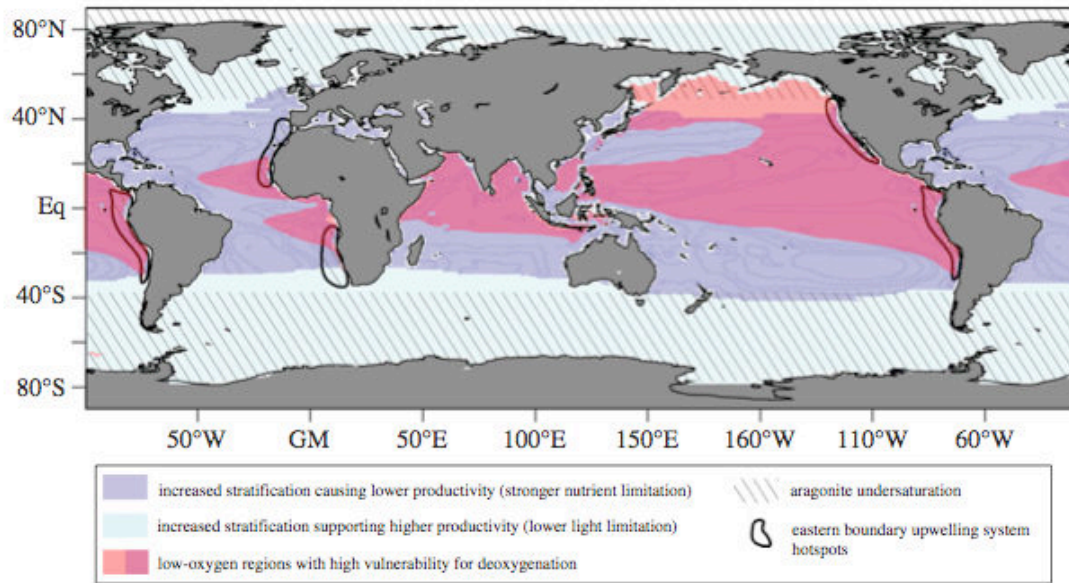 80°N
40°N
Eq
40°S
80°S
50°W GM 50°E 100°E 150°E 160°W 110°W 60°W
increased stratification causing lower productivity (stronger nutrient limitation)
increased stratification supporting higher productivity (lower light limitation)
low-oxygen regions with high vulnerability for deoxygenation
aragonite undersaturation
eastern boundary upwelling system
hotspots